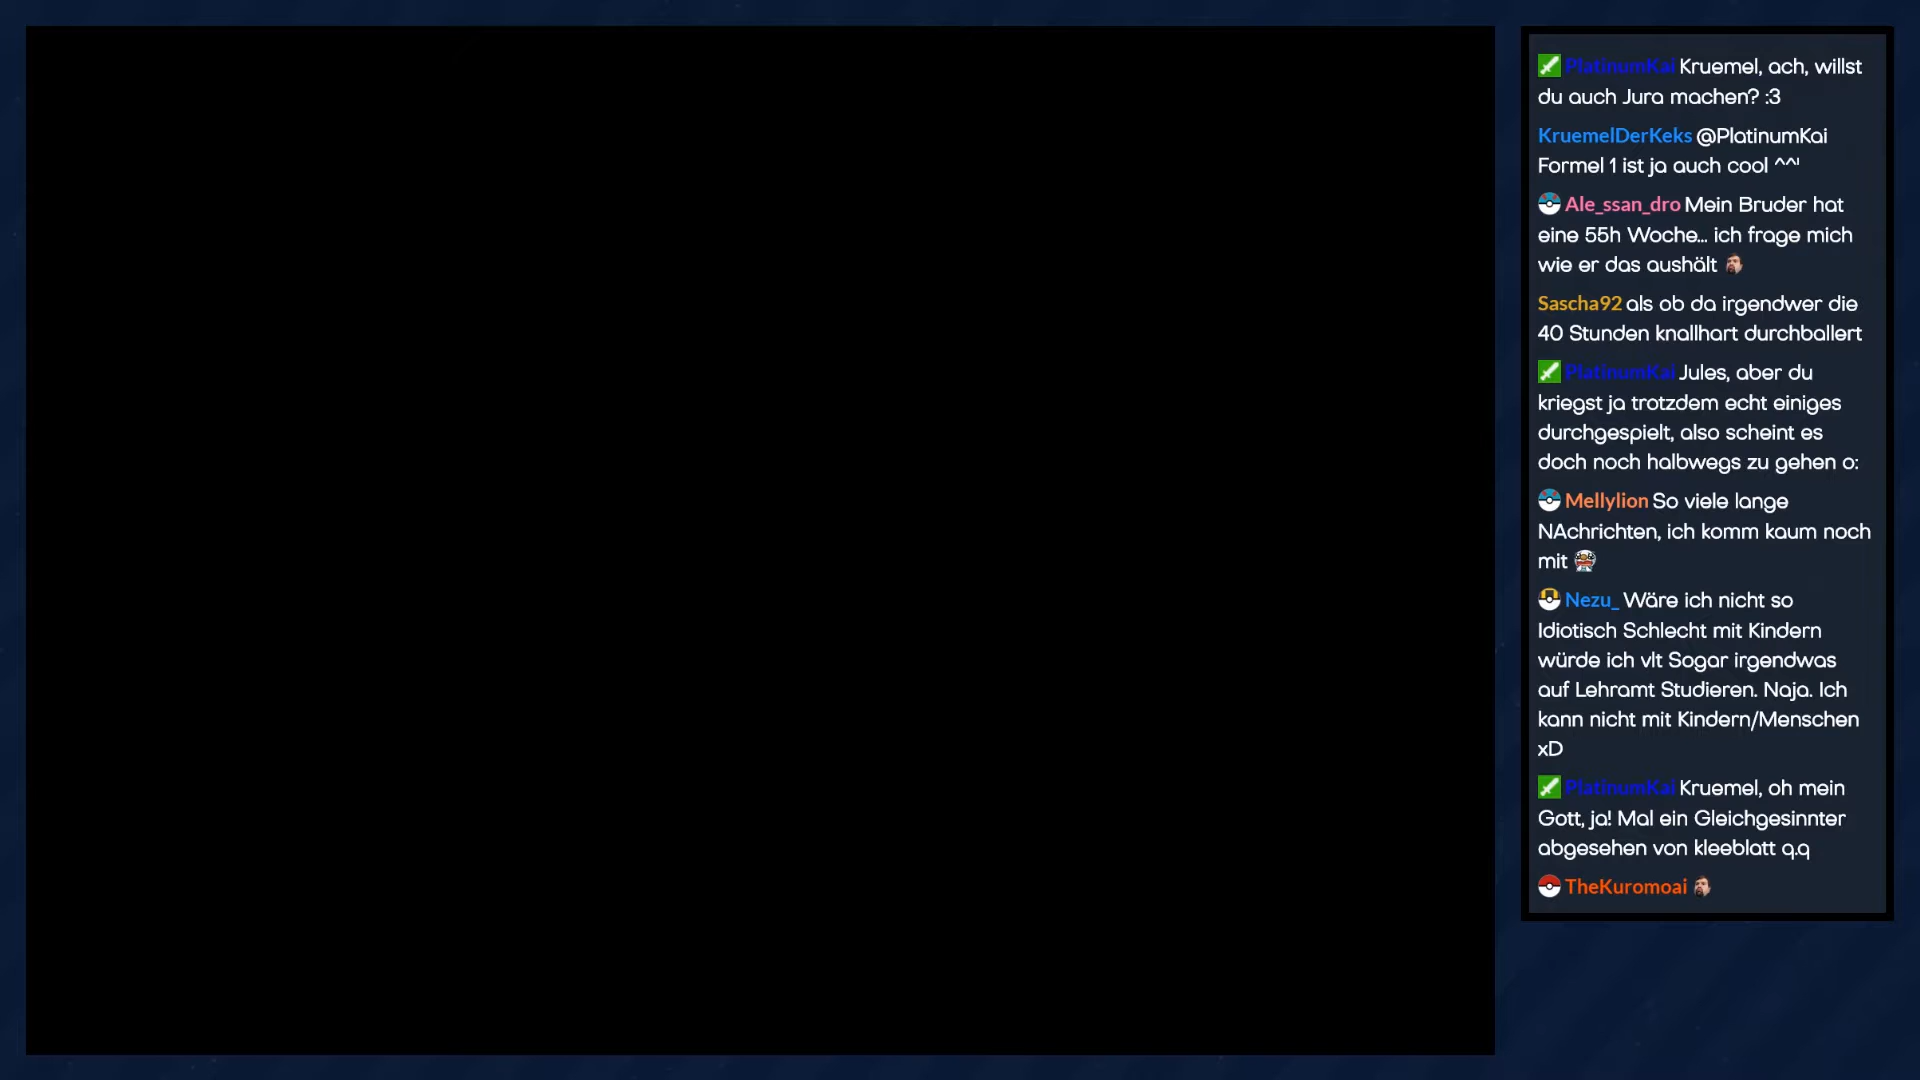 PlatinumKai Kruemel, ach, willst
du auch Jura machen? :3
KruemelDerKeks @PlatinumKai
Formel 1 ist ja auch cool ^^'
Ale_ssan_dro Mein Bruder hat
eine 55h Woche... ich frage mich
wie er das aushält
Sascha92 als ob da irgendwer die
40 Stunden knallhart durchballert
PlatinumKai Jules, aber du
kriegst ja trotzdem echt einiges
durchgespielt, also scheint es
doch noch halbwegs zu gehen o:
Mellylion So viele lange
NAchrichten, ich komm kaum noch
mit
Nezu_ Wäre ich nicht so
Idiotisch Schlecht mit Kindern
würde ich vlt Sogar irgendwas
auf Lehramt Studieren. Naja. Ich
kann nicht mit Kindern/Menschen
xD
PlatinumKai Kruemel, oh mein
Gott, ja! Mal ein Gleichgesinnter
abgesehen von kleeblatt q.q
TheKuromoai